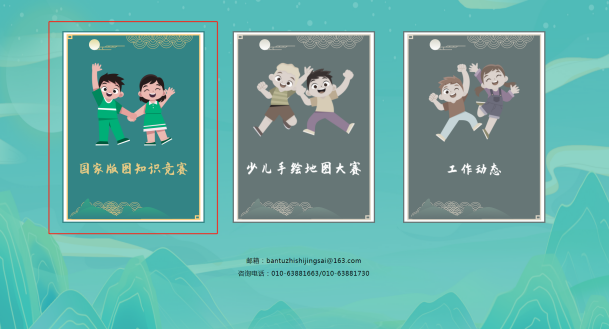 国家版图知识竞赛
少儿手绘地图大赛
工作动态
邮箱：bantuzhishijingsai@163.com
咨询电话：010-63881663/010-63881730